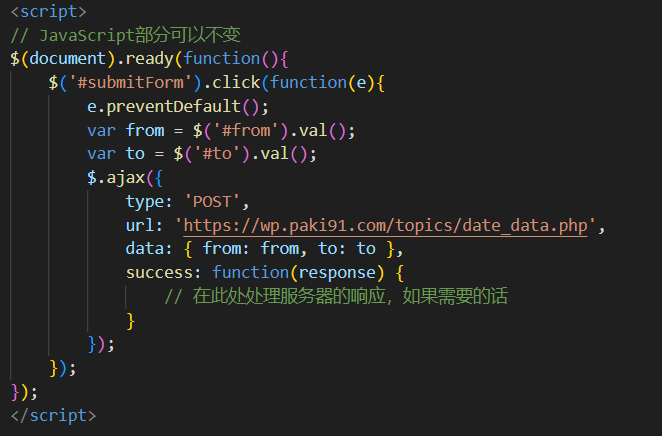 <script>
// JavaScript部分可以不变
$(document).ready(function(){
    $('#submitForm').click(function(e){
        e.preventDefault();
        var from = $('#from').val();
        var to = $('#to').val();
        $.ajax({
            type: 'POST',
            url: 'https://wp.paki91.com/topics/date_data.php',
            data: { from: from, to: to },
            success: function(response) {
                // 在此处处理服务器的响应，如果需要的话
            }
        });
    });
});
</script>